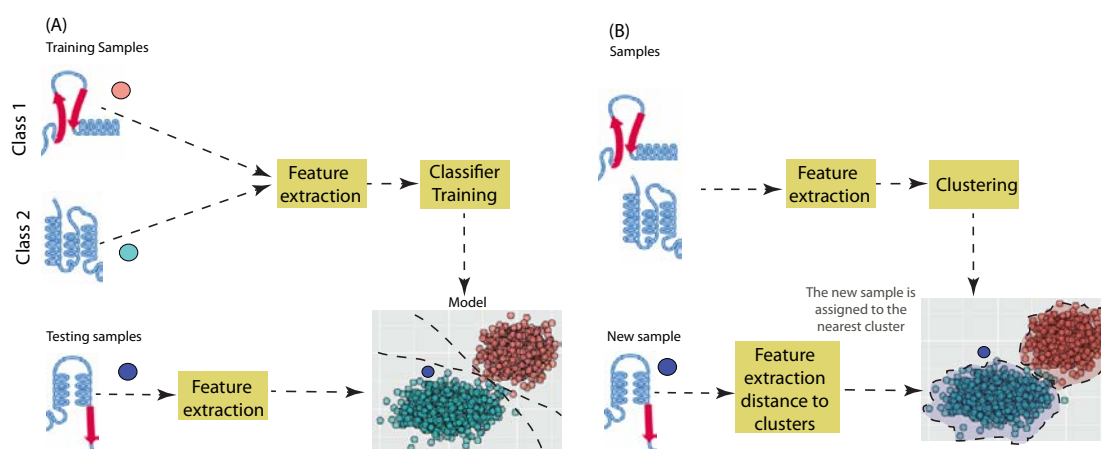 (A)
Training Samples
Class 1
Class 2
Feature
extraction
Classifier
Training
Model
Testing samples
Feature
extraction
(B)
Samples
Feature
extraction
Clustering
The new sample is
assigned to the
nearest cluster
New sample
Feature
extraction
distance to
clusters